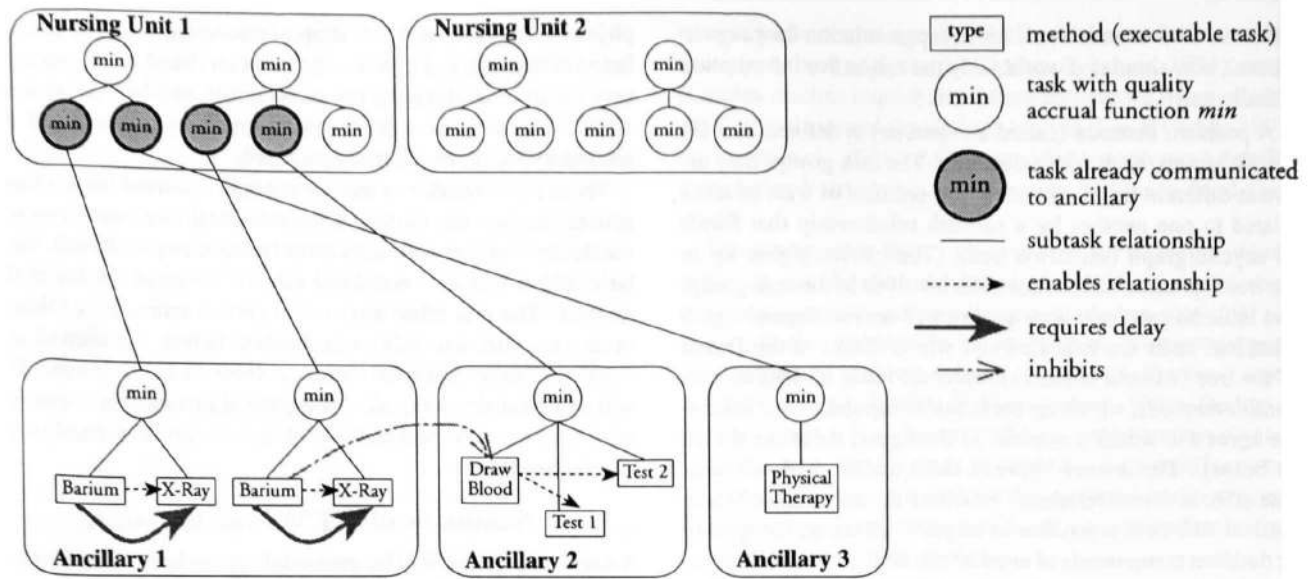 Nursing Unit 1
min
min
min
min
min
min
min
Nursing Unit 2
min
min
min
min
min
min
min
type
method (executable task)
min
task with quality
accrual function min
min
task already communicated
to ancillary
subtask relationship
enables relationship
requires delay
inhibits
min
min
Barium
X-Ray
Barium
X-Ray
Ancillary 1
min
Draw
Blood
Test 2
Test 1
Ancillary 2
min
Physical
Therapy
Ancillary 3